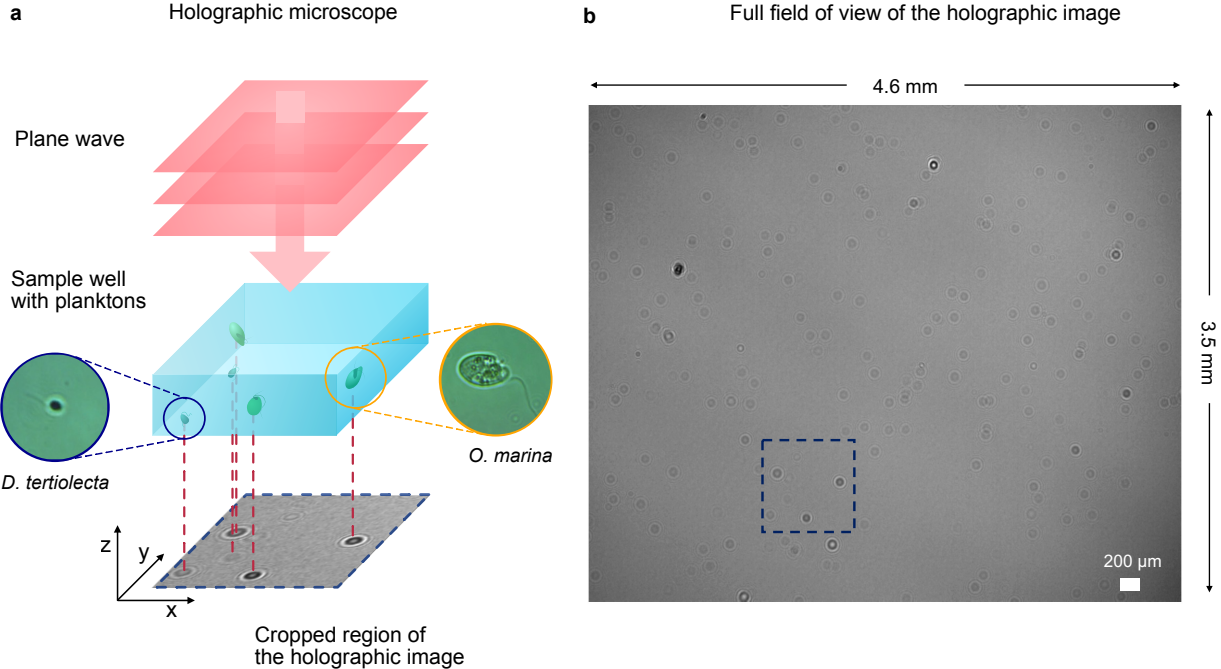 a
Holographic microscope
Plane wave
Sample well
with planktons
D. tertiolecta
O. marina
z
y
x
Cropped region of
the holographic image
b
Full field of view of the holographic image
4.6 mm
3.5 mm
200 μm